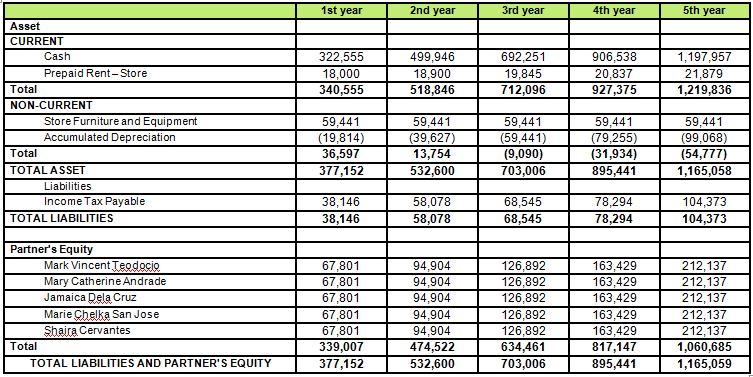 1st year 2nd year 3rd year 4th year 5th year
Asset
CURRENT
Cash 322,555 499,946 692,251 906,538 1,197,957
Prepaid Rent – Store 18,000 18,900 19,845 20,837 21,879
Total 340,555 518,846 712,096 927,375 1,219,836
NON-CURRENT
Store Furniture and Equipment 59,441 59,441 59,441 59,441 59,441
Accumulated Depreciation (19,814) (39,627) (59,441) (79,255) (99,068)
Total 36,597 13,754 (9,090) (31,934) (54,777)
TOTAL ASSET 377,152 532,600 703,006 895,441 1,165,058
Liabilities
Income Tax Payable 38,146 58,078 68,545 78,294 104,373
TOTAL LIABILITIES 38,146 58,078 68,545 78,294 104,373
Partner's Equity
Mark Vincent Teodocio 67,801 94,904 126,892 163,429 212,137
Mary Catherine Andrade 67,801 94,904 126,892 163,429 212,137
Jamaica Dela Cruz 67,801 94,904 126,892 163,429 212,137
Marie Chelka San Jose 67,801 94,904 126,892 163,429 212,137
Shaira Cervantes 67,801 94,904 126,892 163,429 212,137
Total 339,007 474,522 634,461 817,147 1,060,685
TOTAL LIABILITIES AND PARTNER'S EQUITY 377,152 532,600 703,006 895,441 1,165,059